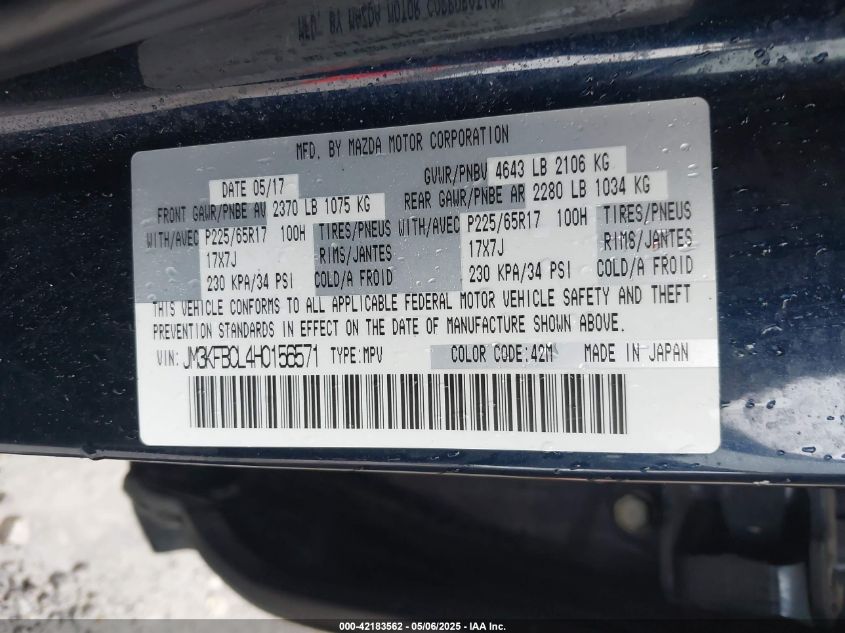 MFD. BY MAZDA MOTOR CORPORATION
DATE 05/17 GVWR/PNBV 4643 LB 2106 KG
FRONT GAWR/PNBE AV 2370 LB 1075 KG REAR GAWR/PNBE AR 2280 LB 1034 KG
WITH/AVEC P225/65R17 100H TIRES/PNEUS WITH/AVEC P225/65R17 100H TIRES/PNEUS
17X7J RIMS/JANTES 17X7J RIMS/JANTES
230 KPA/34 PSI COLD/A FROID 230 KPA/34 PSI COLD/A FROID
THIS VEHICLE CONFORMS TO ALL APPLICABLE FEDERAL MOTOR VEHICLE SAFETY AND THEFT
PREVENTION STANDARDS IN EFFECT ON THE DATE OF MANUFACTURE SHOWN ABOVE.
VIN: JM3KFBCL4H0156571 TYPE:MPV COLOR CODE:42M MADE IN JAPAN
000-42183562 - 05/06/2025 - IAA Inc.